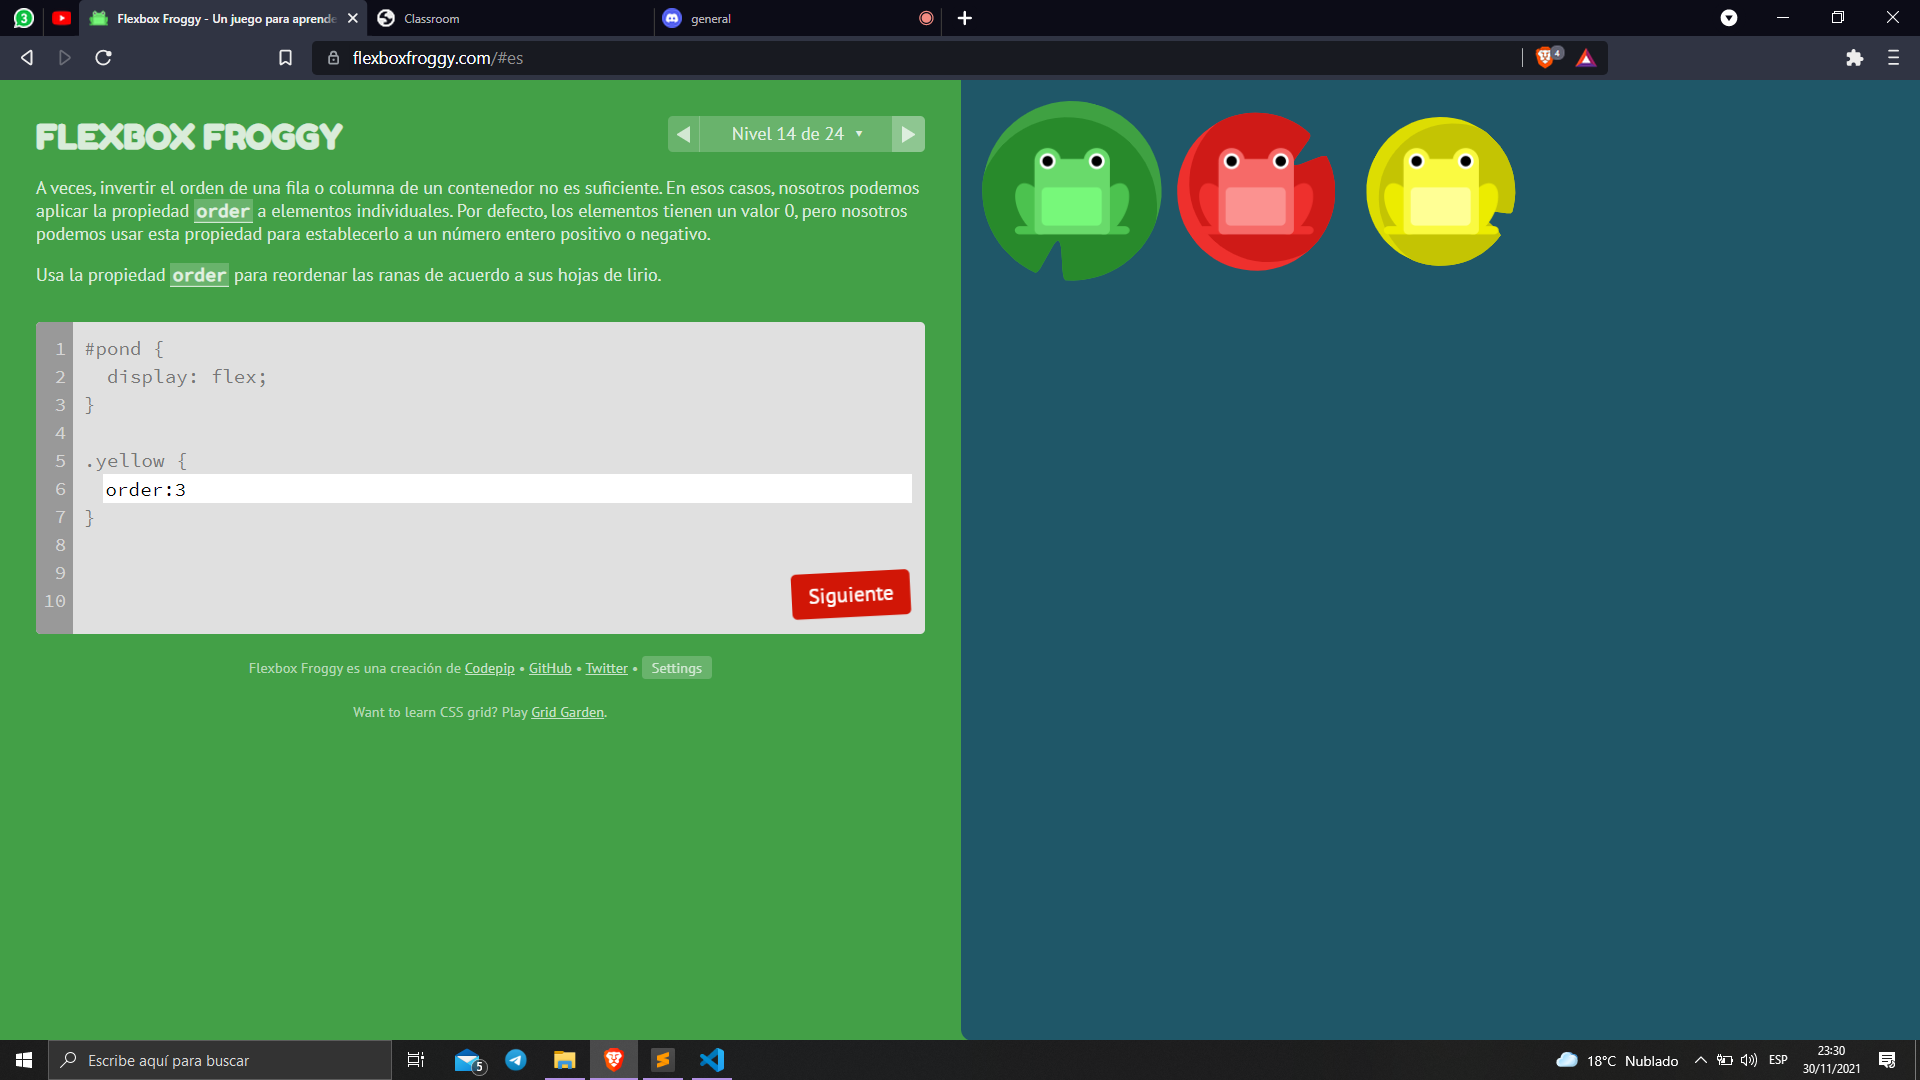 3
Flexbox Froggy - Un juego para aprende
Classroom
general
flexboxfroggy.com/#es
4
FLEXBOX FROGGY
Nivel 14 de 24
A veces, invertir el orden de una fila o columna de un contenedor no es suficiente. En esos casos, nosotros podemos
aplicar la propiedad order a elementos individuales. Por defecto, los elementos tienen un valor 0, pero nosotros
podemos usar esta propiedad para establecerlo a un número entero positivo o negativo.
Usa la propiedad order para reordenar las ranas de acuerdo a sus hojas de lirio.
1 #pond {
2 display: flex;
3 }
4
5 .yellow {
6 order:3
7 }
8
9
10
Siguiente
Flexbox Froggy es una creación de Codepip • GitHub • Twitter • Settings
Want to learn CSS grid? Play Grid Garden.
Escribe aquí para buscar
5
18°C Nublado
ESP
23:30
30/11/2021